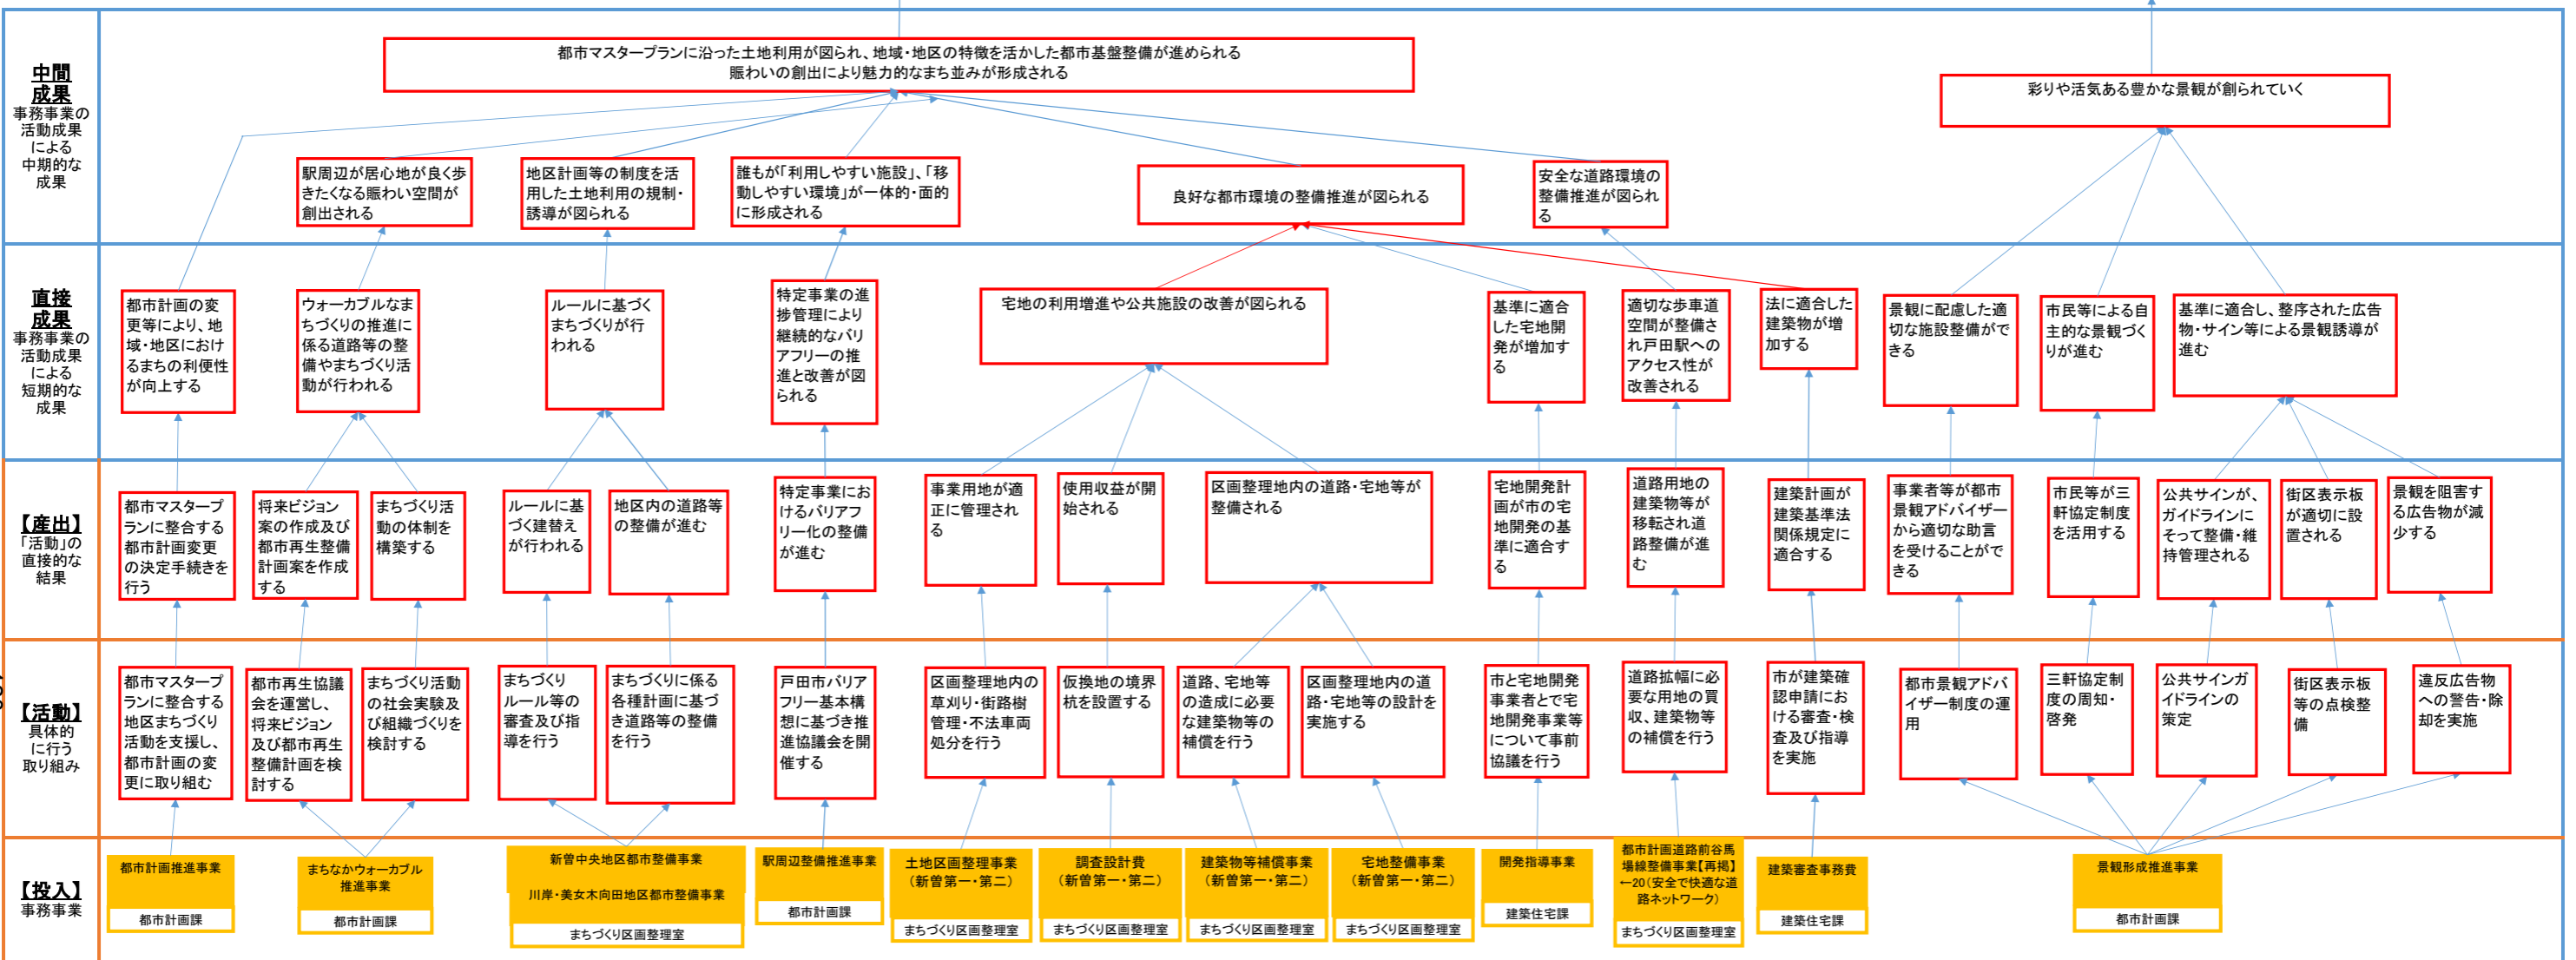 中間
成果
事務事業の
活動成果
による
中期的な
成果
都市マスタープランに沿った土地利用が図られ、地域・地区の特徴を活かした都市基盤整備が進められる
賑わいの創出により魅力的なまち並みが形成される
彩りや活気ある豊かな景観が創られていく
駅周辺が居心地が良く歩
きたくなる賑わい空間が
創出される
地区計画等の制度を活
用した土地利用の規制・
誘導が図られる
誰もが「利用しやすい施設」、「移
動しやすい環境」が一体的・面的
に形成される
良好な都市環境の整備推進が図られる
安全な道路環境の
整備推進が図られ
る
直接
成果
事務事業の
活動成果
による
短期的な
成果
都市計画の変
更等により、地
域・地区におけ
るまちの利便性
が向上する
ウォーカブルなま
ちづくりの推進に
係る道路等の整
備やまちづくり活
動が行われる
ルールに基づく
まちづくりが行
われる
特定事業の進
捗管理により
継続的なバリ
アフリーの推
進と改善が図
られる
宅地の利用増進や公共施設の改善が図られる
基準に適合
した宅地開
発が増加す
る
適切な歩車道
空間が整備さ
れ戸田駅への
アクセス性が
改善される
法に適合した
建築物が増
加する
景観に配慮した適
切な施設整備がで
きる
市民等による自
主的な景観づく
りが進む
基準に適合し、整序された広告
物・サイン等による景観誘導が
進む
【産出】
「活動」の
直接的な
結果
都市マスタープ
ランに整合する
都市計画変更
の決定手続きを
行う
将来ビジョン
案の作成及び
都市再生整備
計画案を作成
する
まちづくり活
動の体制を
構築する
ルールに基
づく建替え
が行われる
地区内の道路等
の整備が進む
特定事業にお
けるバリアフ
リー化の整備
が進む
事業用地が適
正に管理され
る
使用収益が開
始される
区画整理地内の道路・宅地等が
整備される
宅地開発計
画が市の宅
地開発の基
準に適合す
る
道路用地の
建築物等が
移転され道
路整備が進
む
建築計画が
建築基準法
関係規定に
適合する
事業者等が都市
景観アドバイザー
から適切な助言
を受けることがで
きる
市民等が三
軒協定制度
を活用する
公共サインが、
ガイドラインに
そって整備・維
持管理される
街区表示板
が適切に設
置される
景観を阻害す
る広告物が減
少する
【活動】
具体的
に行う
取り組み
都市マスタープ
ランに整合する
地区まちづくり
活動を支援し、
都市計画の変
更に取り組む
都市再生協議
会を運営し、
将来ビジョン
及び都市再生
整備計画を検
討する
まちづくり活動
の社会実験及
び組織づくりを
検討する
まちづくり
ルール等の
審査及び指
導を行う
まちづくりに係る
各種計画に基づ
き道路等の整備
を行う
戸田市バリア
フリー基本構
想に基づき推
進協議会を開
催する
区画整理地内の
草刈り・街路樹
管理・不法車両
処分を行う
仮換地の境界
杭を設置する
道路、宅地等
の造成に必要
な建築物等の
補償を行う
区画整理地内の道
路・宅地等の設計を
実施する
市と宅地開発
事業者とで宅
地開発事業等
について事前
協議を行う
道路拡幅に必
要な用地の買
収、建築物等
の補償を行う
市が建築確
認申請にお
ける審査・検
査及び指導
を実施
都市景観アドバ
イザー制度の運
用
三軒協定制
度の周知・
啓発
公共サインガ
イドラインの
策定
街区表示板
等の点検整
備
違反広告物
への警告・除
却を実施
【投入】
事務事業
都市計画推進事業
都市計画課
まちなかウォーカブル
推進事業
都市計画課
新曽中央地区都市整備事業
川岸・美女木向田地区都市整備事業
まちづくり区画整理室
駅周辺整備推進事業
都市計画課
土地区画整理事業
（新曽第一・第二）
まちづくり区画整理室
調査設計費
（新曽第一・第二）
まちづくり区画整理室
建築物等補償事業
（新曽第一・第二）
まちづくり区画整理室
宅地整備事業
（新曽第一・第二）
まちづくり区画整理室
開発指導事業
建築住宅課
都市計画道路前谷馬
場線整備事業【再掲】
←20（安全で快適な道
路ネットワーク）
まちづくり区画整理室
建築審査事務費
建築住宅課
景観形成推進事業
都市計画課